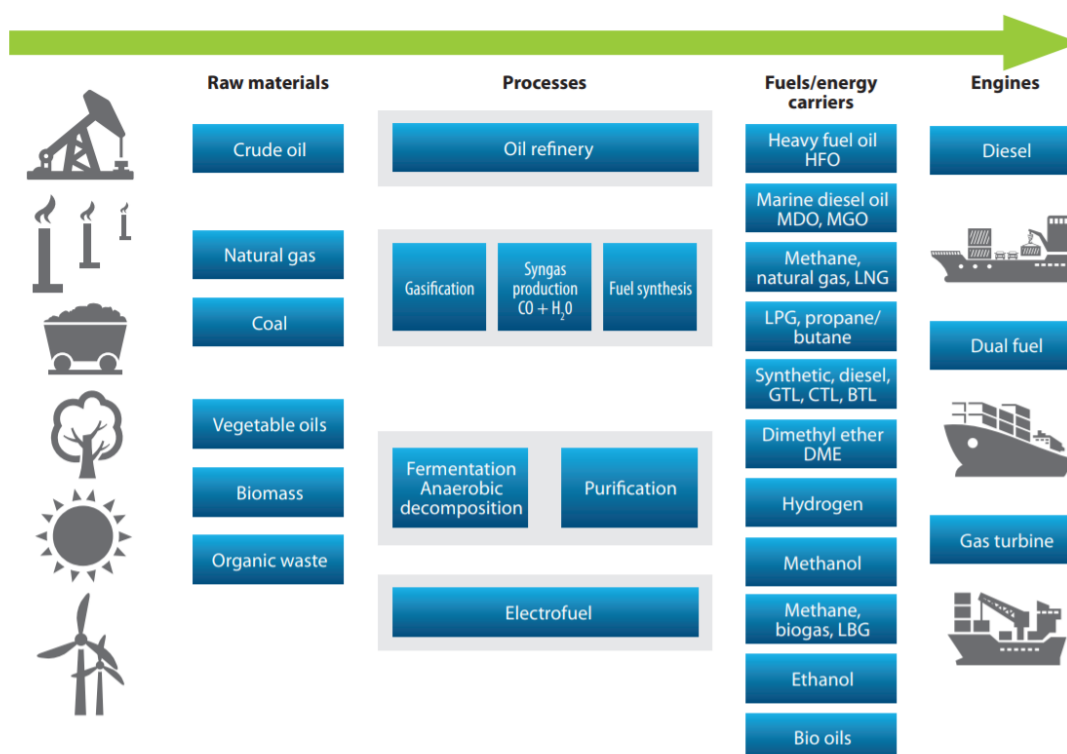 Raw materials
Processes
Fuels/energy
carriers
Engines
Crude oil
Natural gas
Coal
Vegetable oils
Biomass
Organic waste
Oil refinery
Gasification
Syngas
production
CO + H₂0
Fuel synthesis
Fermentation
Anaerobic
decomposition
Purification
Electrofuel
Heavy fuel oil
HFO
Marine diesel oil
MDO, MGO
Methane,
natural gas, LNG
LPG, propane/
butane
Synthetic, diesel,
GTL, CTL, BTL
Dimethyl ether
DME
Hydrogen
Methanol
Methane,
biogas, LBG
Ethanol
Bio oils
Diesel
Dual fuel
Gas turbine